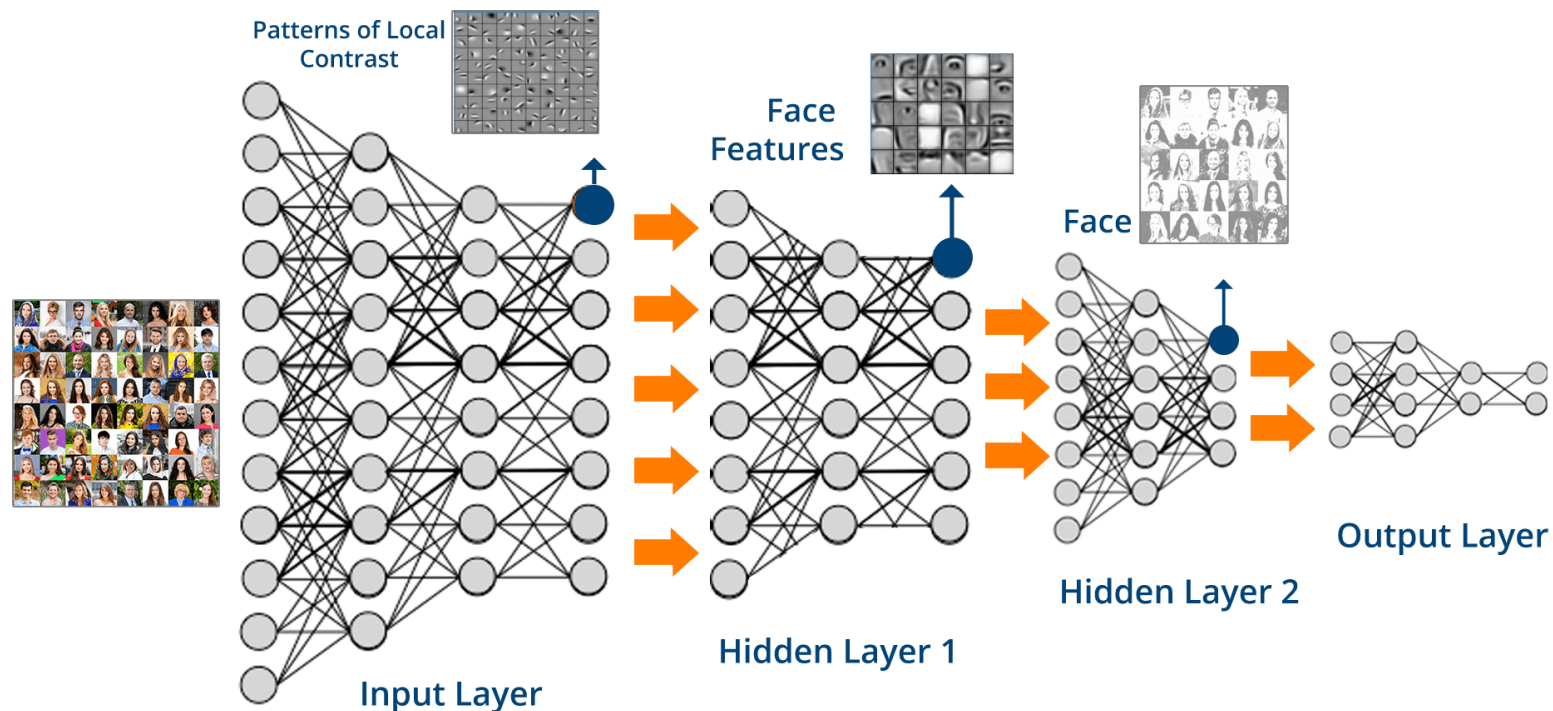 Patterns of Local
Contrast
Face
Features
Face
Input Layer
Hidden Layer 1
Hidden Layer 2
Output Layer